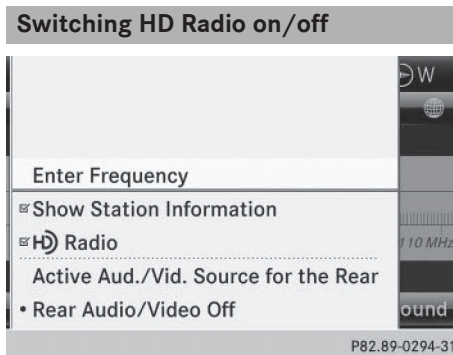 Switching HD Radio on/off
W
Enter Frequency
Show Station Information
HD Radio
110 MHz
Active Aud./Vid. Source for the Rear
• Rear Audio/Video Off
ound
P82.89-0294-31